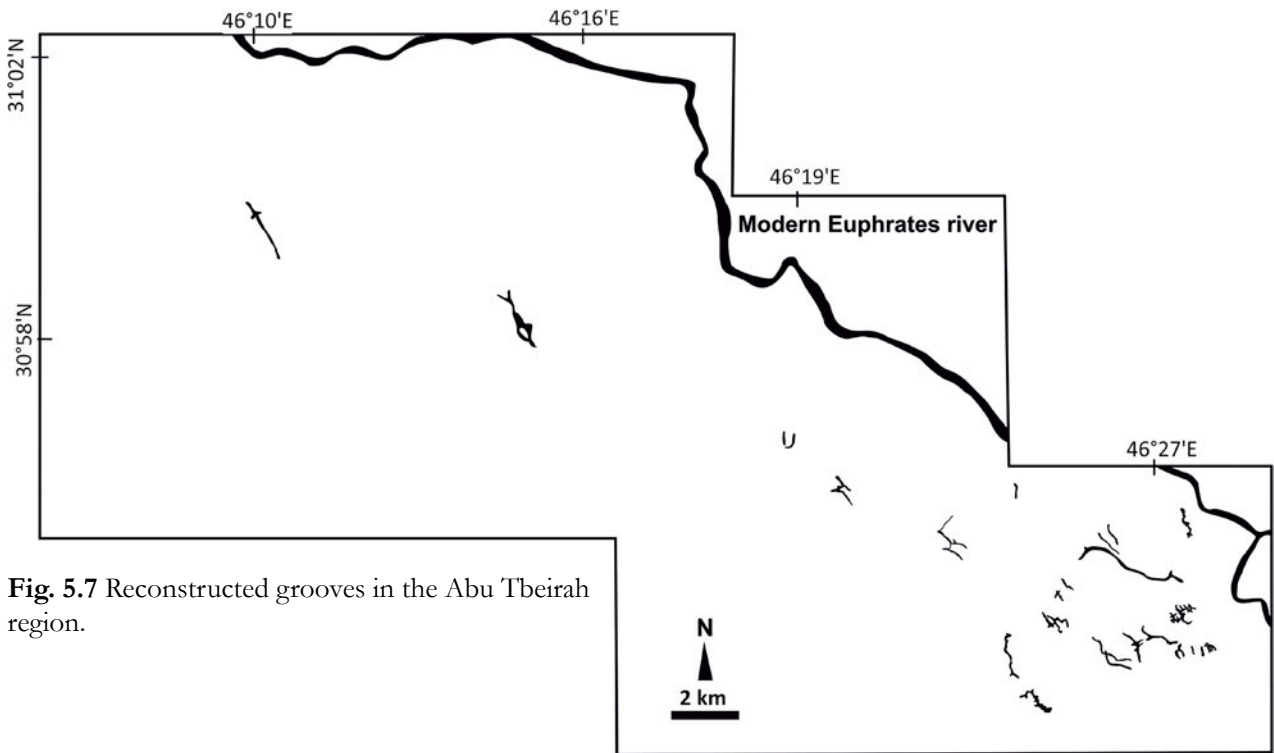 46°10'E
46°16'E
31°02'N
46°19'E
Modern Euphrates river
30°58'N
46°27'E
Fig. 5.7 Reconstructed grooves in the Abu Tbeirah
region.
N
2 km